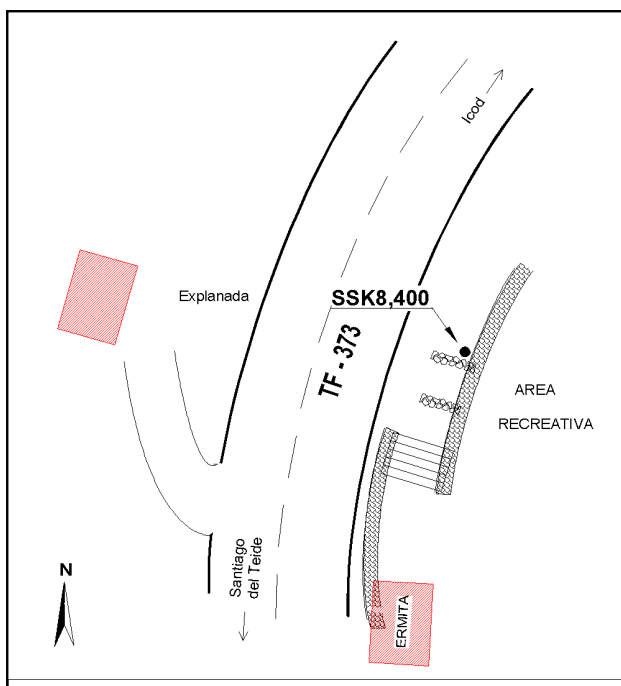 Icod
Explanada
SSK8,400
TF - 373
AREA
RECREATIVA
Santiago
del Teide
N
ERMITA